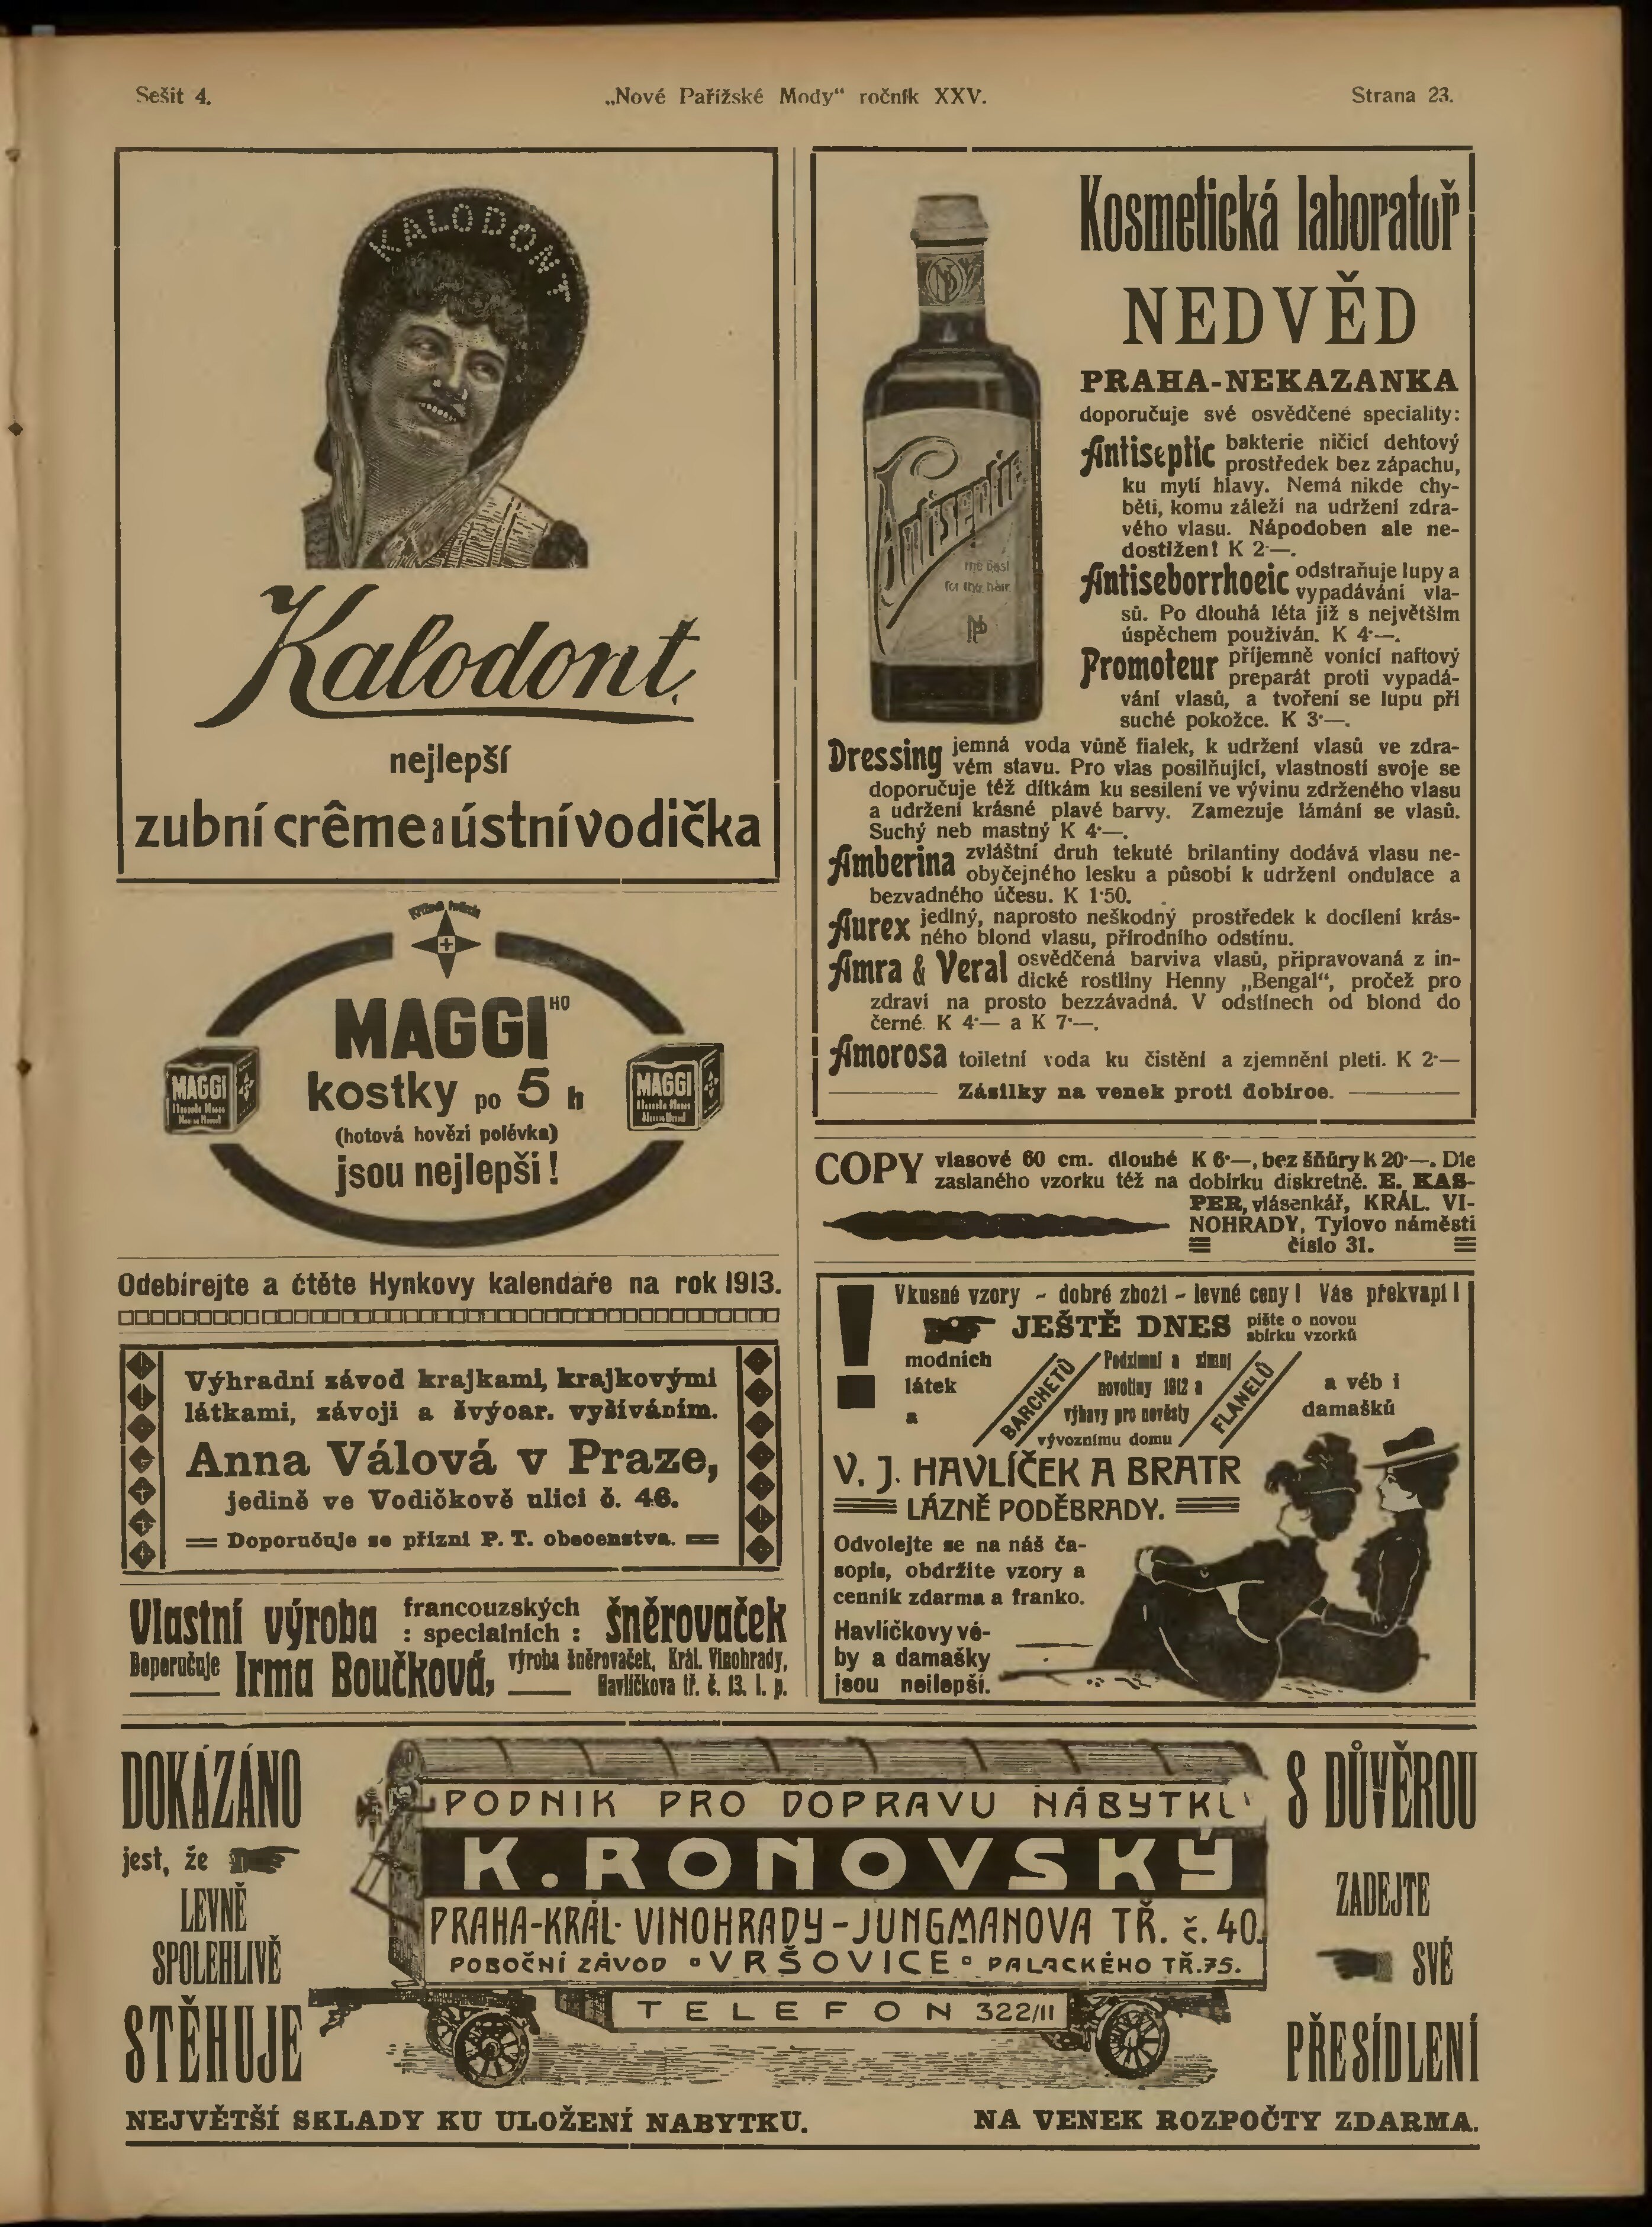 Sešit 4.
„Nové Pařížské Mody“ ročník XXV.
Strana 23.
KALODONT
Kalodont
nejlepší
zubní crême a ústní vodička
MAGGI HO
kostky po 5 h
(hotová hovězí polévka)
jsou nejlepší!
MAGGI
MAGGI
Odebírejte a čtěte Hynkovy kalendaře na rok 1913.
Výhradní závod krajkami, krajkovými
látkami, závoji a švýcar. vyšíváním.
Anna Válová v Praze,
jedině ve Vodičkově ulici č. 46.
Doporučuje se přízni P. T. obecenstva.
Vlastní výroba francouzských : specialních : šněrovaček
Doporučuje Irma Boučková, výroba šněrovaček, Král. Vinohrady,
Havlíčkova tř. č. 13. I. p.
Kosmetická laboratoř
NEDVĚD
PRAHA-NEKAZANKA
doporučuje své osvědčené speciality:
Antiseptic bakterie ničicí dehtový
prostředek bez zápachu,
ku mytí hlavy. Nemá nikde chy-
běti, komu záleží na udržení zdra-
vého vlasu. Nápodoben ale ne-
dostižen! K 2·—.
Antiseborrhoeic odstraňuje lupy a
vypadávání vla-
sů. Po dlouhá léta již s největším
úspěchem používán. K 4·—.
Promoteur příjemně vonící naftový
preparát proti vypadá-
vání vlasů, a tvoření se lupu při
suché pokožce. K 3·—.
Antiseptic
the best
for the hair
Dressing jemná voda vůně fialek, k udržení vlasů ve zdra-
vém stavu. Pro vlas posilňující, vlastností svoje se
doporučuje též dítkám ku sesílení ve vývinu zdrženého vlasu
a udržení krásné plavé barvy. Zamezuje lámání se vlasů.
Suchý neb mastný K 4·—.
Amberina zvláštní druh tekuté brilantiny dodává vlasu ne-
obyčejného lesku a působí k udržení ondulace a
bezvadného účesu. K 1·50.
Aurex jediný, naprosto neškodný prostředek k docílení krás-
ného blond vlasu, přírodního odstínu.
Amra & Veral osvědčená barviva vlasů, připravovaná z in-
dické rostliny Henny „Bengal“, pročež pro
zdraví na prosto bezzávadná. V odstínech od blond do
černé. K 4·— a K 7·—.
Amorosa toiletní voda ku čistění a zjemnění pleti. K 2·—
Zásilky na venek proti dobírce.
COPY vlasové 60 cm. dlouhé K 6·—, bez šňůry K 20·—. Dle
zaslaného vzorku též na dobírku diskretně. E. KAS-
PER, vlásenkář, KRÁL. VI-
NOHRADY, Tylovo náměstí
číslo 31.
! Vkusné vzory - dobré zboží - levné ceny! Vás překvapí!
JEŠTĚ DNES pište o novou
sbírku vzorků
modních
látek
a
BARCHETŮ
Podzimní a zimní
novotiny 1912 a
výbavy pro nevěsty
vývoznímu domu
FLANELŮ
a véb i
damašků
V. J. HAVLÍČEK A BRATR
LÁZNĚ PODĚBRADY.
Odvolejte se na náš ča-
sopis, obdržíte vzory a
cenník zdarma a franko.
Havlíčkovy vé-
by a damašky
jsou nejlepší.
DOKÁZÁNO
jest, že
LEVNĚ
SPOLEHLIVĚ
STĚHUJE
PODNIK PRO DOPRAVU NÁBYTKU
K. RONOVSKÝ
PRAHA-KRÁL· VINOHRADY-JUNGMANOVA TŘ. č. 40.
POBOČNÍ ZÁVOD "VRŠOVICE" PALACKÉHO TŘ. 75.
TELEFON 322/II
S DŮVĚROU
ZADEJTE
SVÉ
PŘESÍDLENÍ
NEJVĚTŠÍ SKLADY KU ULOŽENÍ NABYTKU.
NA VENEK ROZPOČTY ZDARMA.